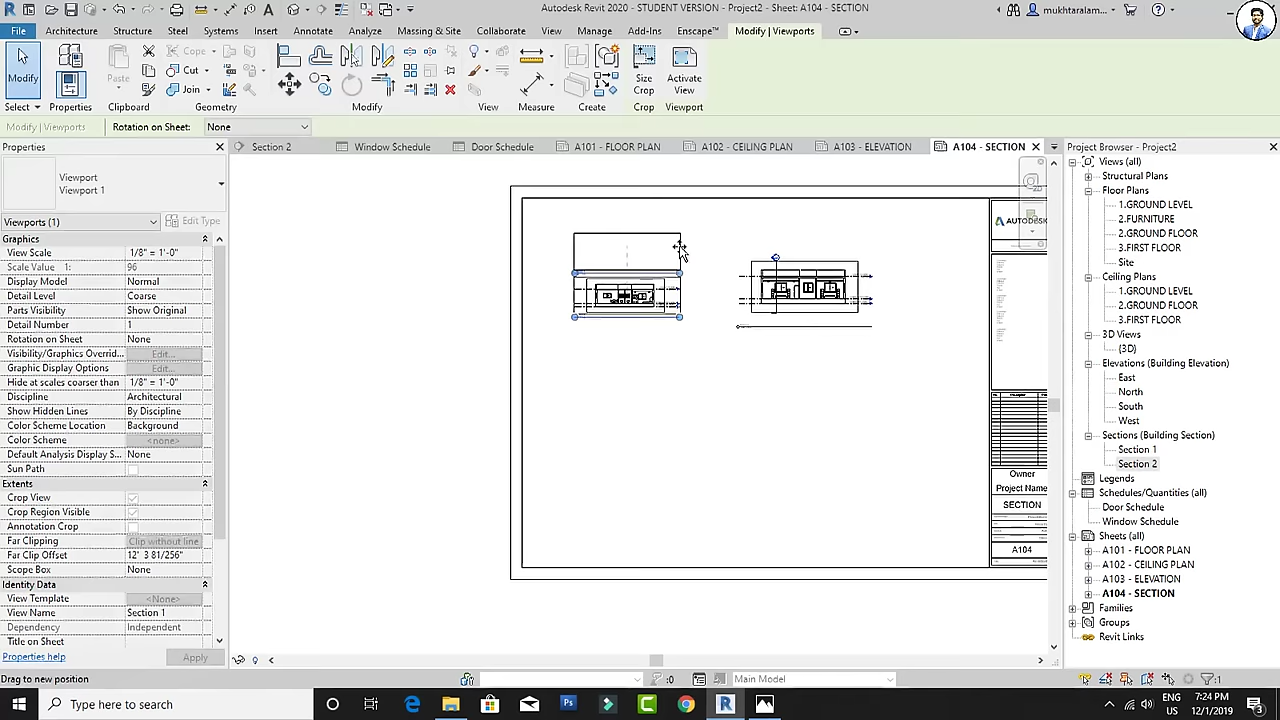 Autodesk Revit 2020 - STUDENT VERSION - Project2 - Sheet: A104 - SECTION
mukhtaralam...
File Architecture Structure Steel Systems Insert Annotate Analyze Massing & Site Collaborate View Manage Add-Ins Enscape™ Modify | Viewports
Modify Paste Cope Cut Join Size Crop Activate View
Select Properties Clipboard Geometry Modify View Measure Create Crop Viewport
Modify | Viewports Rotation on Sheet: None
Properties
Section 2 Window Schedule Door Schedule A101 - FLOOR PLAN A102 - CEILING PLAN A103 - ELEVATION A104 - SECTION
Project Browser - Project2
Viewport
Viewport 1
Viewports (1) Edit Type
Graphics
View Scale 1/8" = 1'-0"
Scale Value 1: 96
Display Model Normal
Detail Level Coarse
Parts Visibility Show Original
Detail Number 1
Rotation on Sheet None
Visibility/Graphics Overrid... Edit...
Graphic Display Options Edit...
Hide at scales coarser than 1/8" = 1'-0"
Discipline Architectural
Show Hidden Lines By Discipline
Color Scheme Location Background
Color Scheme <none>
Default Analysis Display S... None
Sun Path
Extents
Crop View
Crop Region Visible
Annotation Crop
Far Clipping Clip without line
Far Clip Offset 12' 3 81/256"
Scope Box None
Identity Data
View Template <None>
View Name Section 1
Dependency Independent
Title on Sheet
Properties help Apply
AUTODESK
Owner
Project Name
SECTION
A104
Views (all)
Structural Plans
Floor Plans
1.GROUND LEVEL
2.FURNITURE
2.GROUND FLOOR
3.FIRST FLOOR
Site
Ceiling Plans
1.GROUND LEVEL
2.GROUND FLOOR
3.FIRST FLOOR
3D Views
(3D)
Elevations (Building Elevation)
East
North
South
West
Sections (Building Section)
Section 1
Section 2
Legends
Schedules/Quantities (all)
Door Schedule
Window Schedule
Sheets (all)
A101 - FLOOR PLAN
A102 - CEILING PLAN
A103 - ELEVATION
A104 - SECTION
Families
Groups
Revit Links
Drag to new position :0 Main Model :1
Type here to search
ENG 7:24 PM
US 12/1/2019 3